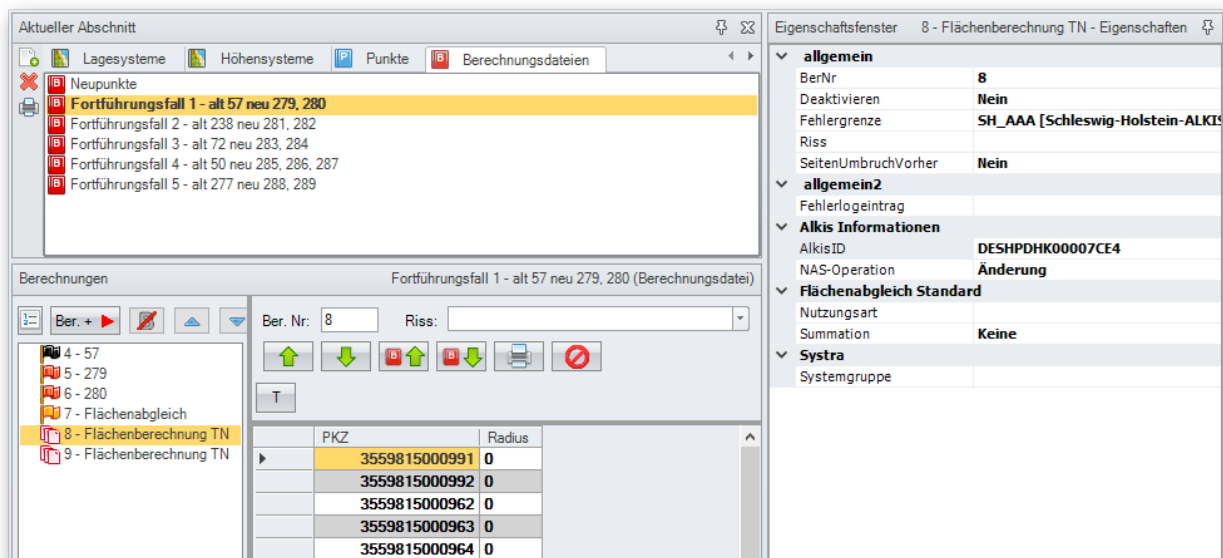 Aktueller Abschnitt
Lagesysteme Höhensysteme Punkte Berechnungsdateien
Neupunkte
Fortführungsfall 1 - alt 57 neu 279, 280
Fortführungsfall 2 - alt 238 neu 281, 282
Fortführungsfall 3 - alt 72 neu 283, 284
Fortführungsfall 4 - alt 50 neu 285, 286, 287
Fortführungsfall 5 - alt 277 neu 288, 289
Berechnungen Fortführungsfall 1 - alt 57 neu 279, 280 (Berechnungsdatei)
Ber. +
4 - 57
5 - 279
6 - 280
7 - Flächenabgleich
8 - Flächenberechnung TN
9 - Flächenberechnung TN
Ber. Nr: 8 Riss:
T
PKZ Radius
3559815000991 0
3559815000992 0
3559815000962 0
3559815000963 0
3559815000964 0
Eigenschaftsfenster 8 - Flächenberechnung TN - Eigenschaften
allgemein
BerNr 8
Deaktivieren Nein
Fehlergrenze SH_AAA [Schleswig-Holstein-ALKIS
Riss
SeitenUmbruchVorher Nein
allgemein2
Fehlerlogeintrag
Alkis Informationen
AlkisID DESHPDHK00007CE4
NAS-Operation Änderung
Flächenabgleich Standard
Nutzungsart
Summation Keine
Systra
Systemgruppe